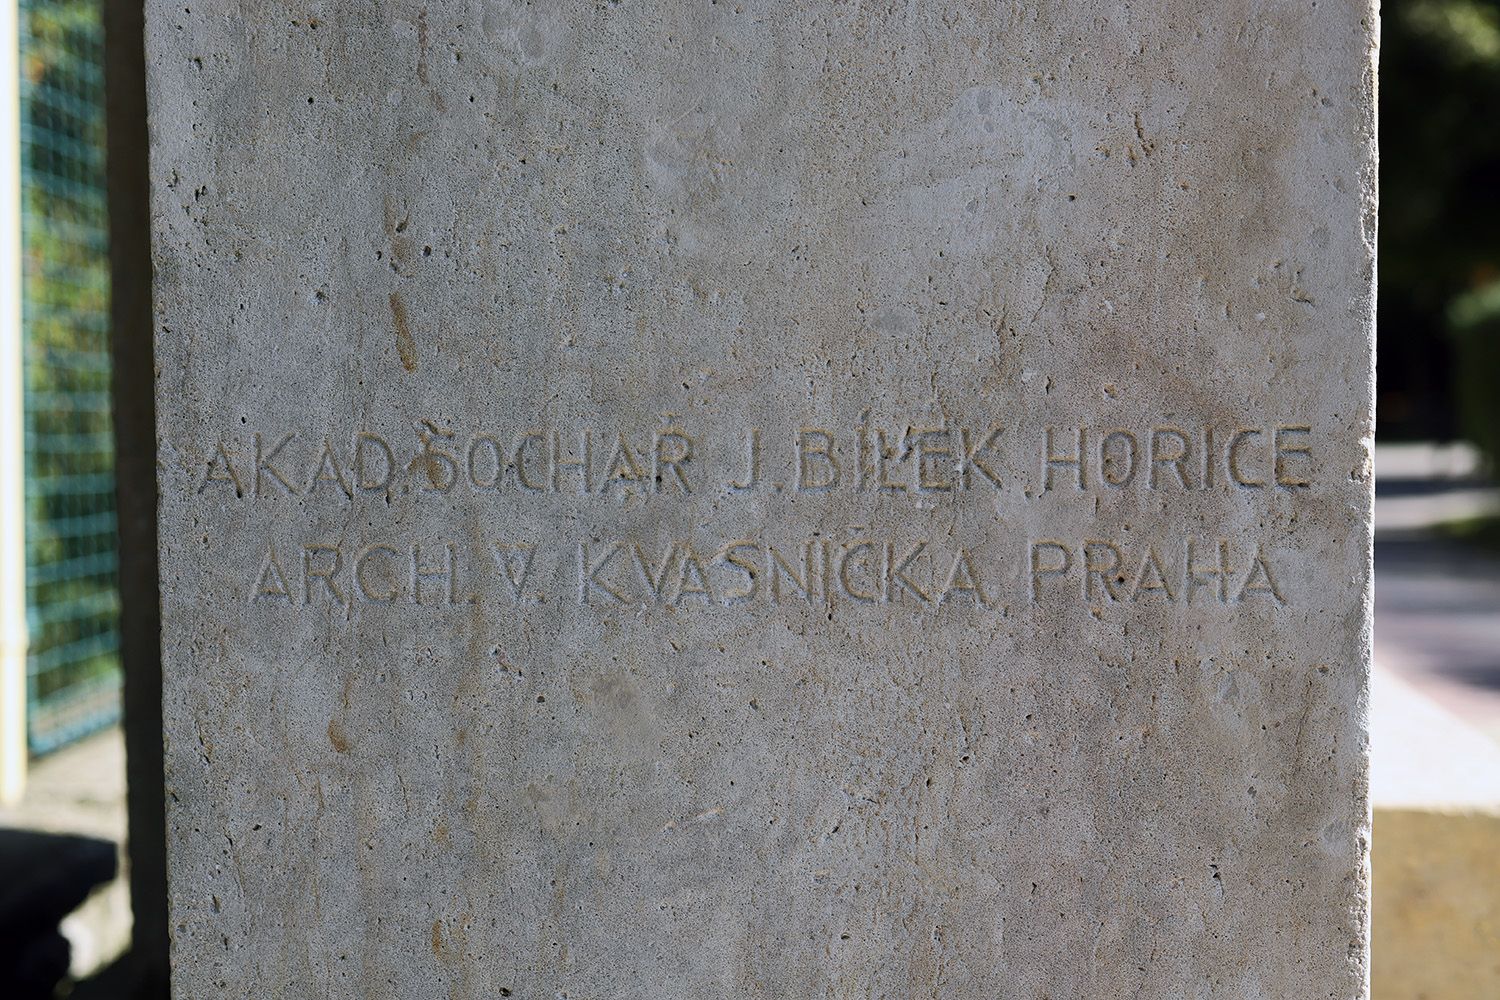 AKAD. SOCHAŘ J. BÍLEK HOŘICE
ARCH. V. KVASNIČKA PRAHA